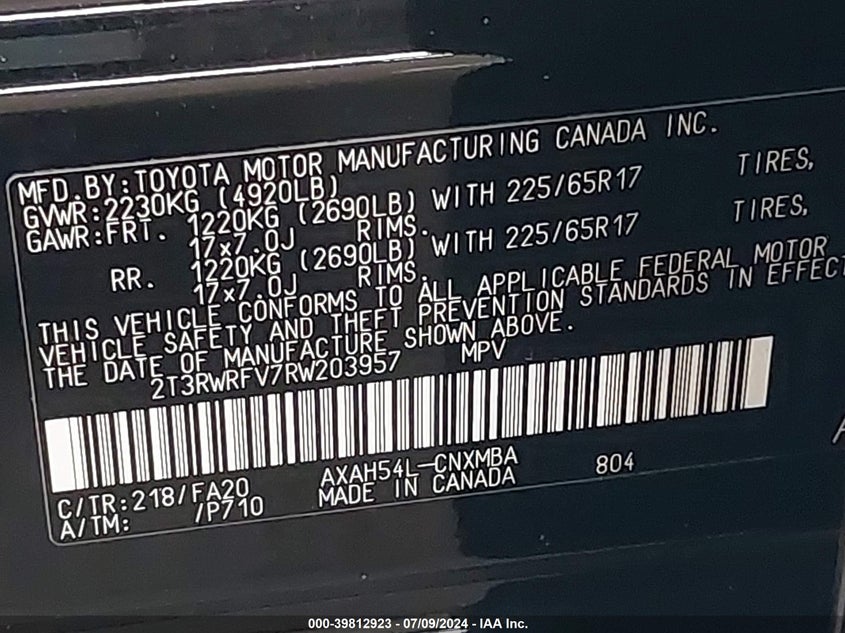 MFD.BY:TOYOTA MOTOR MANUFACTURING CANADA INC.
GVWR:2230KG (4920LB)
GAWR:FRT. 1220KG (2690LB) WITH 225/65R17 TIRES,
17x7.0J RIMS.
RR. 1220KG (2690LB) WITH 225/65R17 TIRES,
17x7.0J RIMS.
THIS VEHICLE CONFORMS TO ALL APPLICABLE FEDERAL MOTOR
VEHICLE SAFETY AND THEFT PREVENTION STANDARDS IN EFFECT
THE DATE OF MANUFACTURE SHOWN ABOVE.
2T3RWRFV7RW203957 MPV
C/TR:218/FA20 AXAH54L-CNXMBA 804
A/TM: /P710 MADE IN CANADA
000-39812923 - 07/09/2024 - IAA Inc.